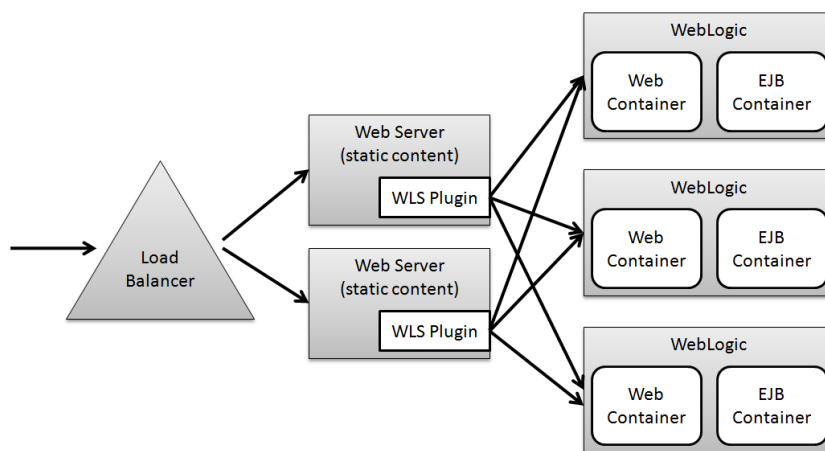 Load
Balancer
Web Server
(static content)
WLS Plugin
Web Server
(static content)
WLS Plugin
WebLogic
Web
Container
EJB
Container
WebLogic
Web
Container
EJB
Container
WebLogic
Web
Container
EJB
Container